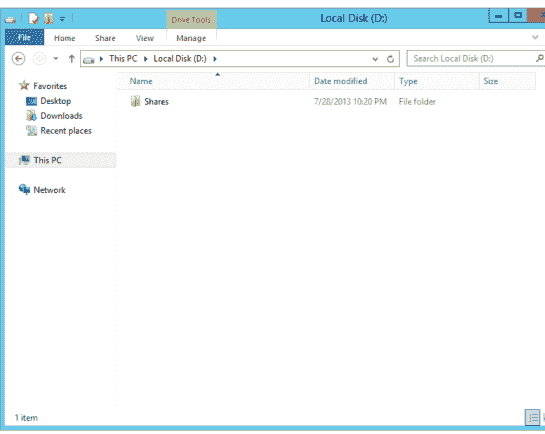 Drive Tools
Local Disk (D:)
File Home Share View Manage
This PC Local Disk (D:)
Search Local Disk (D:)
Name Date modified Type Size
Favorites
Desktop
Downloads
Recent places
This PC
Network
Shares 7/28/2013 10:20 PM File folder
1 item